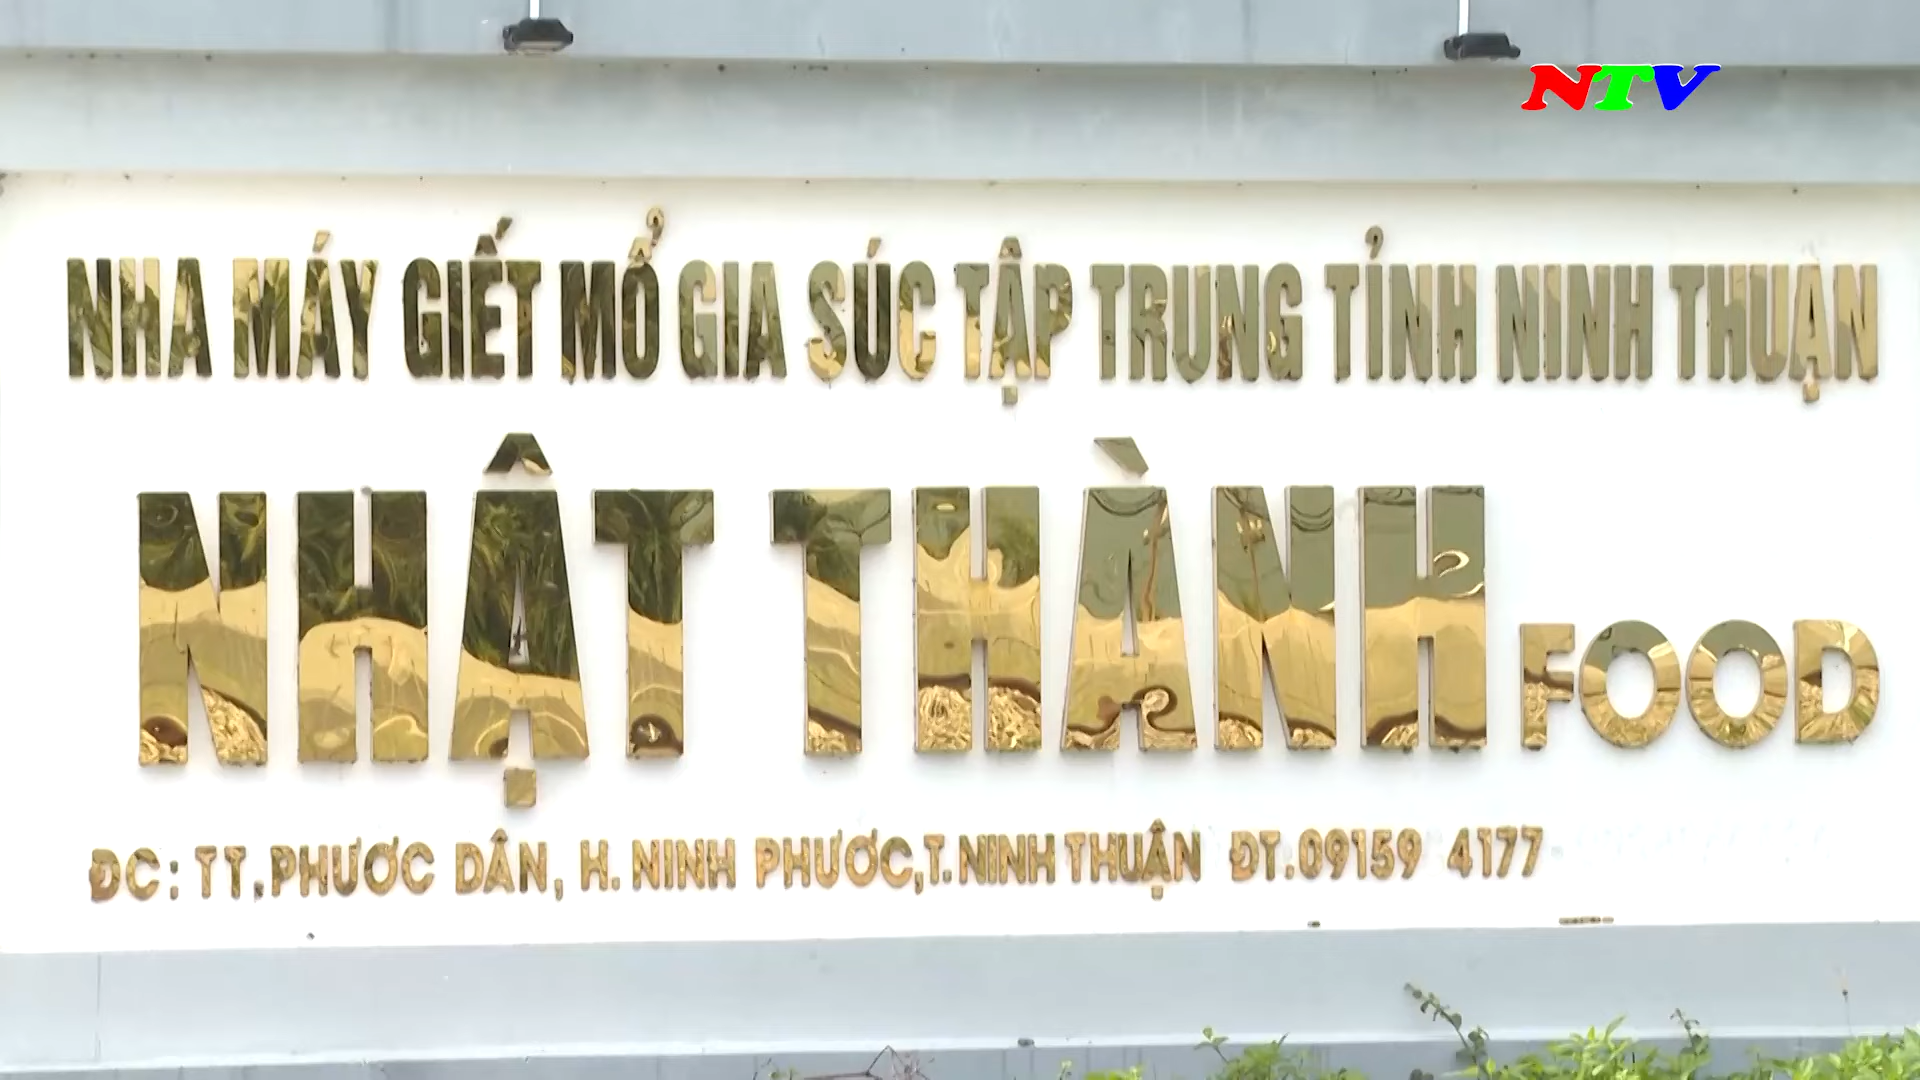 NTV
NHA MÁY GIẾT MỔ GIA SÚC TẬP TRUNG TỈNH NINH THUẬN
NHẬT THÀNH FOOD
ĐC: TT.PHƯỚC DÂN, H. NINH PHƯỚC,T.NINH THUẬN ĐT.09159 4177